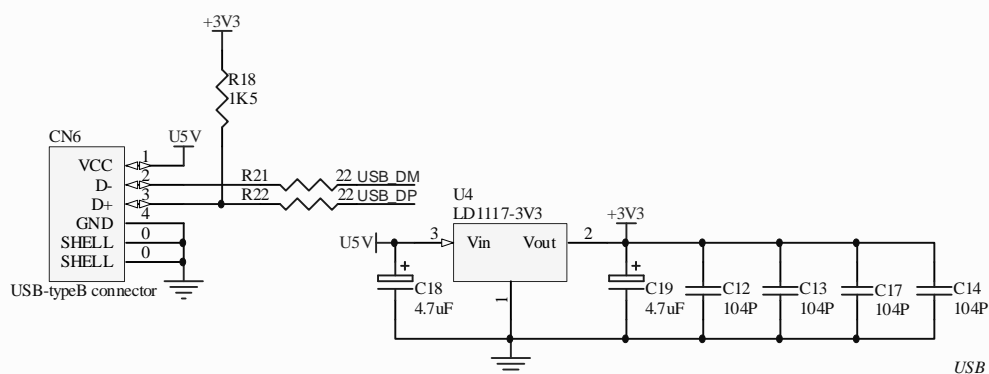 +3V3
R18
1K5
CN6
U5V
VCC 1
D- 2
D+ 3
GND 4
SHELL 0
SHELL 0
USB-typeB connector
R21 22 USB_DM
R22 22 USB_DP
U4
LD1117-3V3
+3V3
U5V 3 Vin Vout 2
1
C18
4.7uF
C19
4.7uF
C12
104P
C13
104P
C17
104P
C14
104P
USB